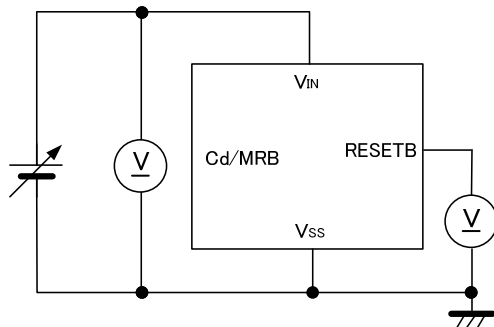 VIN
RESETB
Cd/MRB
V
V
VSS